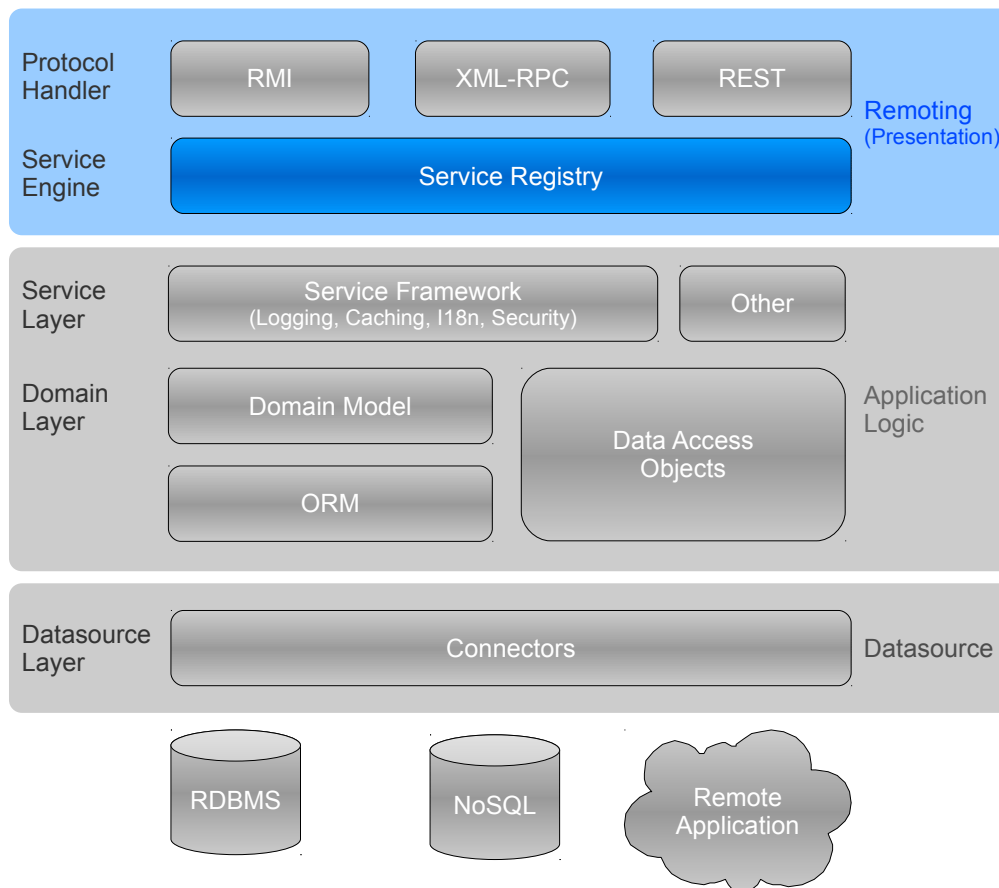 Protocol
Handler
RMI
XML-RPC
REST
Remoting
(Presentation)
Service
Engine
Service Registry
Service
Layer
Service Framework
(Logging, Caching, I18n, Security)
Other
Domain
Layer
Domain Model
Data Access
Objects
Application
Logic
ORM
Datasource
Layer
Connectors
Datasource
RDBMS
NoSQL
Remote
Application